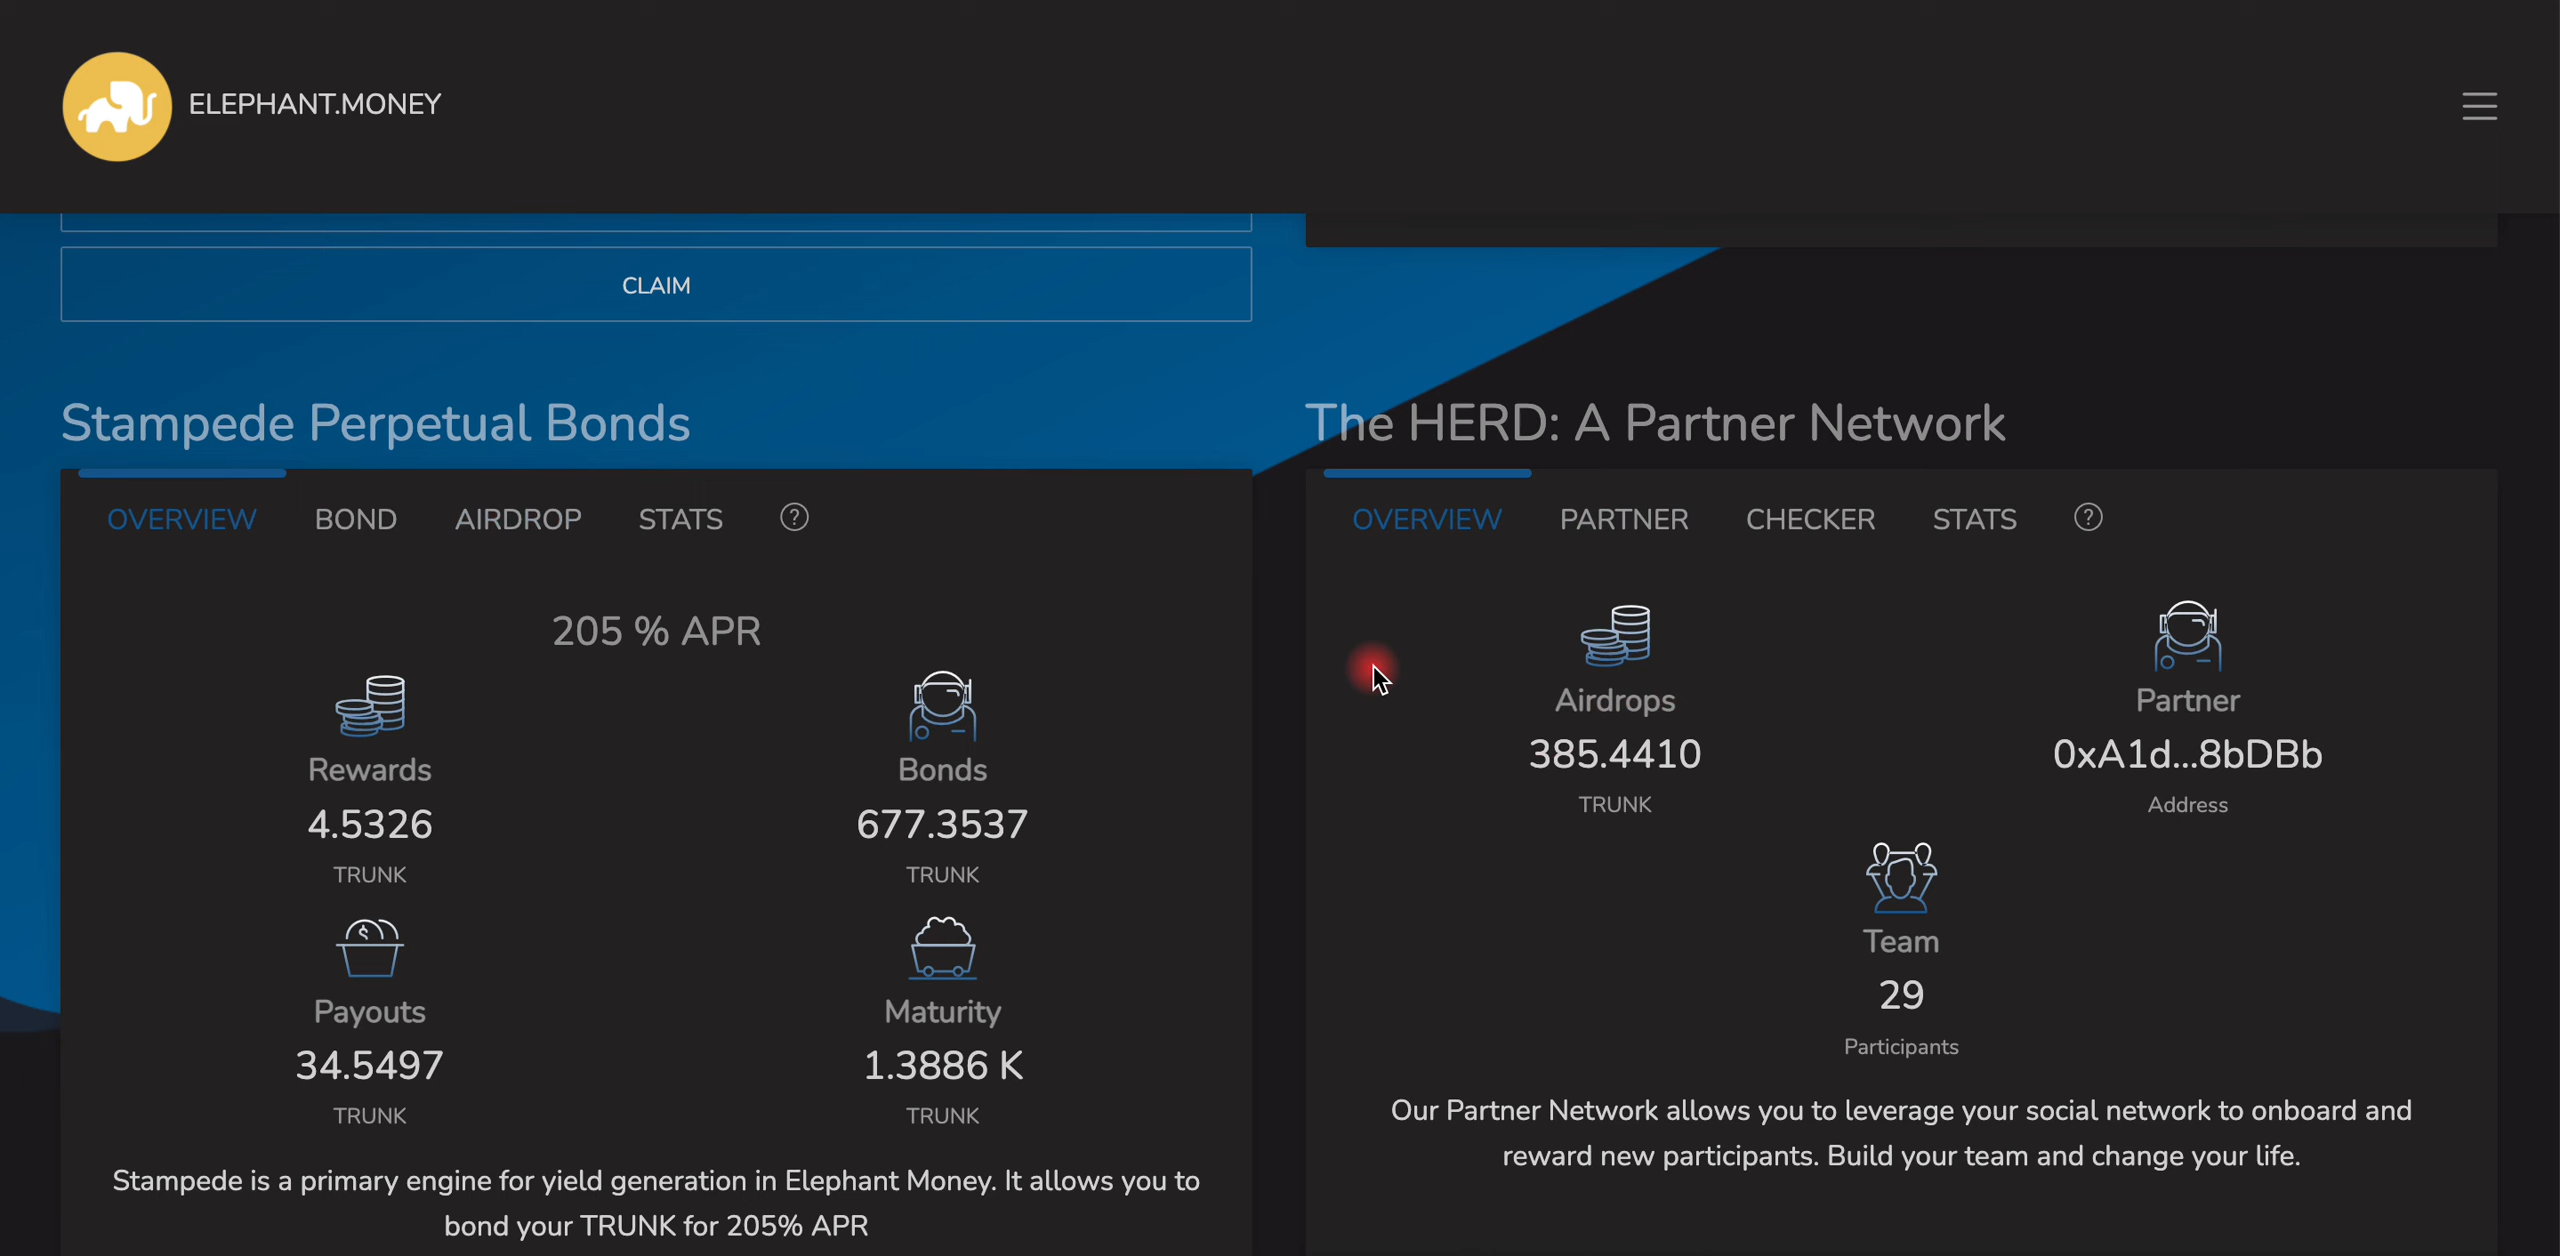 ELEPHANT.MONEY
CLAIM
Stampede Perpetual Bonds
OVERVIEW BOND AIRDROP STATS ?
205 % APR
Rewards Bonds
4.5326 677.3537
TRUNK TRUNK
$
Payouts Maturity
34.5497 1.3886 K
TRUNK TRUNK
Stampede is a primary engine for yield generation in Elephant Money. It allows you to
bond your TRUNK for 205% APR
The HERD: A Partner Network
OVERVIEW PARTNER CHECKER STATS ?
Airdrops Partner
385.4410 0xA1d...8bDBb
TRUNK Address
Team
29
Participants
Our Partner Network allows you to leverage your social network to onboard and
reward new participants. Build your team and change your life.